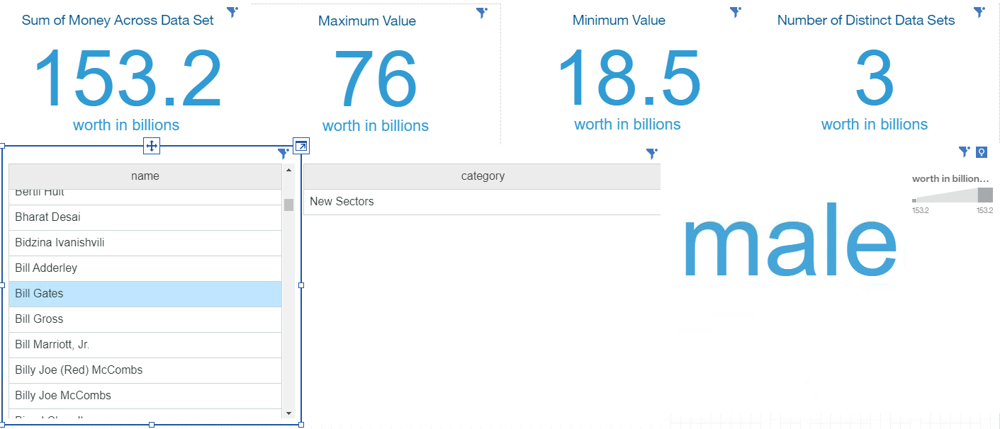 Sum of Money Across Data Set
153.2
worth in billions
Maximum Value
76
worth in billions
Minimum Value
18.5
worth in billions
Number of Distinct Data Sets
3
worth in billions
name
Bertil Hult
Bharat Desai
Bidzina Ivanishvili
Bill Adderley
Bill Gates
Bill Gross
Bill Marriott, Jr.
Billy Joe (Red) McCombs
Billy Joe McCombs
category
New Sectors
male
worth in billion...
153.2 153.2